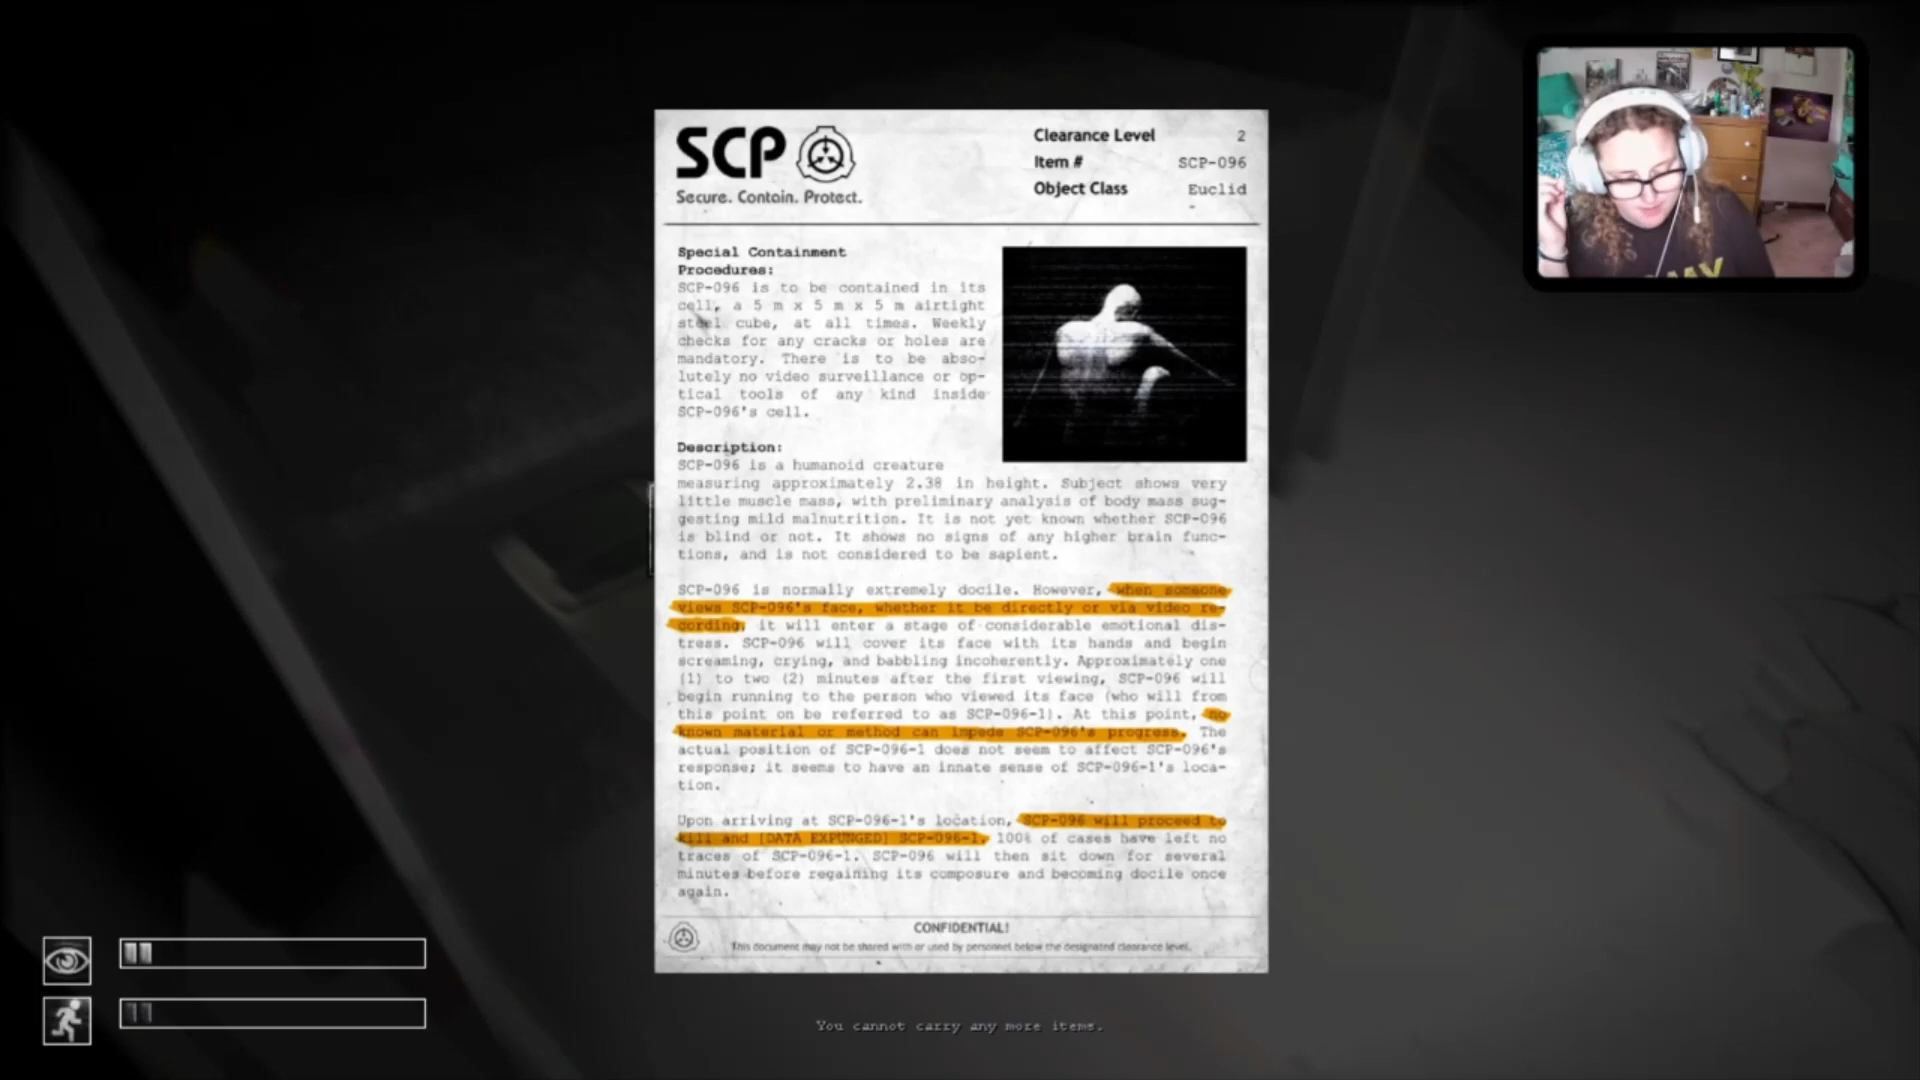 SCP
Secure. Contain. Protect.
Clearance Level 2
Item # SCP-096
Object Class Euclid
Special Containment
Procedures:
SCP-096 is to be contained in its
cell, a 5 m x 5 m x 5 m airtight
steel cube, at all times. Weekly
checks for any cracks or holes are
mandatory. There is to be abso-
lutely no video surveillance or op-
tical tools of any kind inside
SCP-096's cell.
Description:
SCP-096 is a humanoid creature
measuring approximately 2.38 in height. Subject shows very
little muscle mass, with preliminary analysis of body mass sug-
gesting mild malnutrition. It is not yet known whether SCP-096
is blind or not. It shows no signs of any higher brain func-
tions, and is not considered to be sapient.
SCP-096 is normally extremely docile. However, when someone
views SCP-096's face, whether it be directly or via video re-
cording, it will enter a stage of considerable emotional dis-
tress. SCP-096 will cover its face with its hands and begin
screaming, crying, and babbling incoherently. Approximately one
(1) to two (2) minutes after the first viewing, SCP-096 will
begin running to the person who viewed its face (who will from
this point on be referred to as SCP-096-1). At this point, no
known material or method can impede SCP-096's progress. The
actual position of SCP-096-1 does not seem to affect SCP-096's
response; it seems to have an innate sense of SCP-096-1's loca-
tion.
Upon arriving at SCP-096-1's location, SCP-096 will proceed to
kill and [DATA EXPUNGED] SCP-096-1. 100% of cases have left no
traces of SCP-096-1. SCP-096 will then sit down for several
minutes before regaining its composure and becoming docile once
again.
CONFIDENTIAL!
This document may not be shared with or used by personnel below the designated clearance level.
You cannot carry any more items.